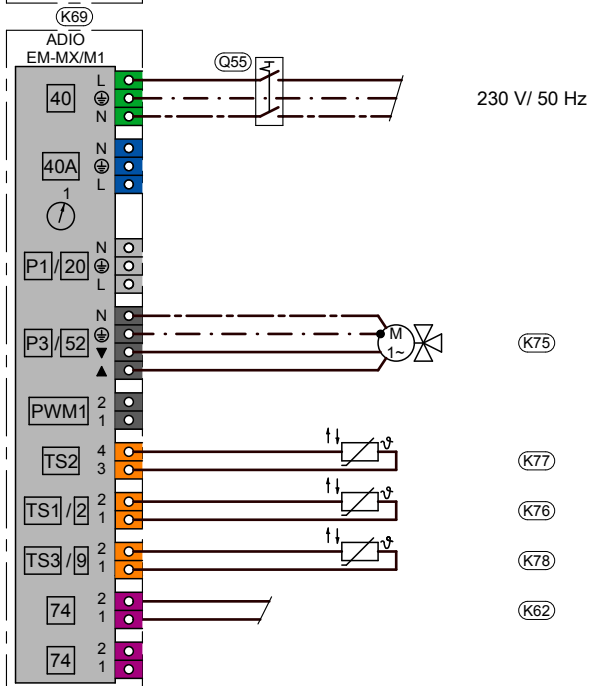 K69
ADIO
EM-MX/M1
Q55
40 L
N
230 V/ 50 Hz
40A N
L
1
P1/20 N
L
P3/52 N
▼
▲
M
1~
K75
PWM1 2
1
TS2 4
3
ϑ
K77
TS1/2 2
1
ϑ
K76
TS3/9 2
1
ϑ
K78
74 2
1
K62
74 2
1